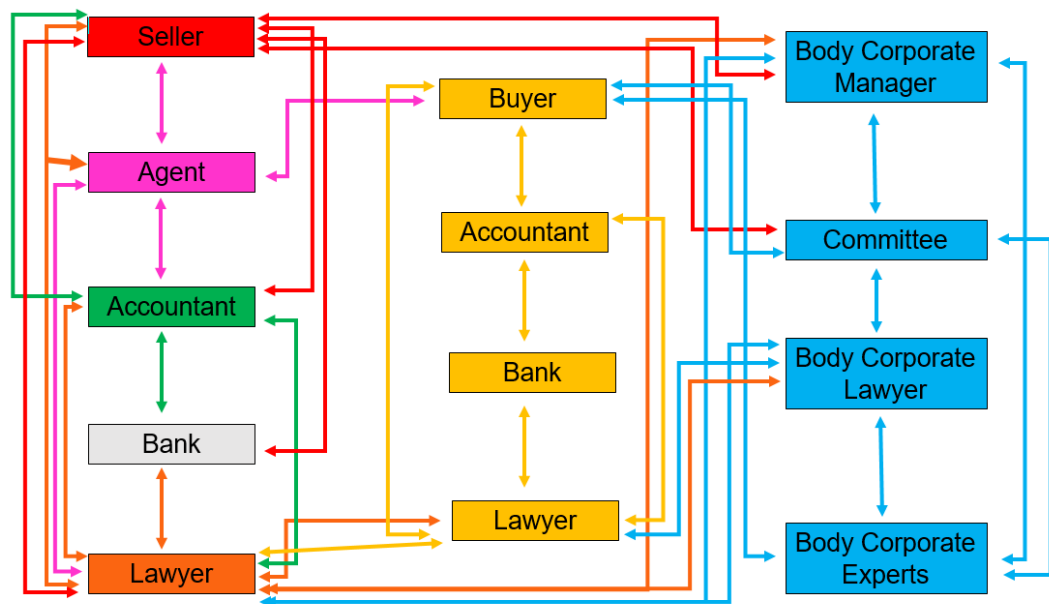 Seller
Agent
Accountant
Bank
Lawyer
Buyer
Accountant
Bank
Lawyer
Body Corporate
Manager
Committee
Body Corporate
Lawyer
Body Corporate
Experts